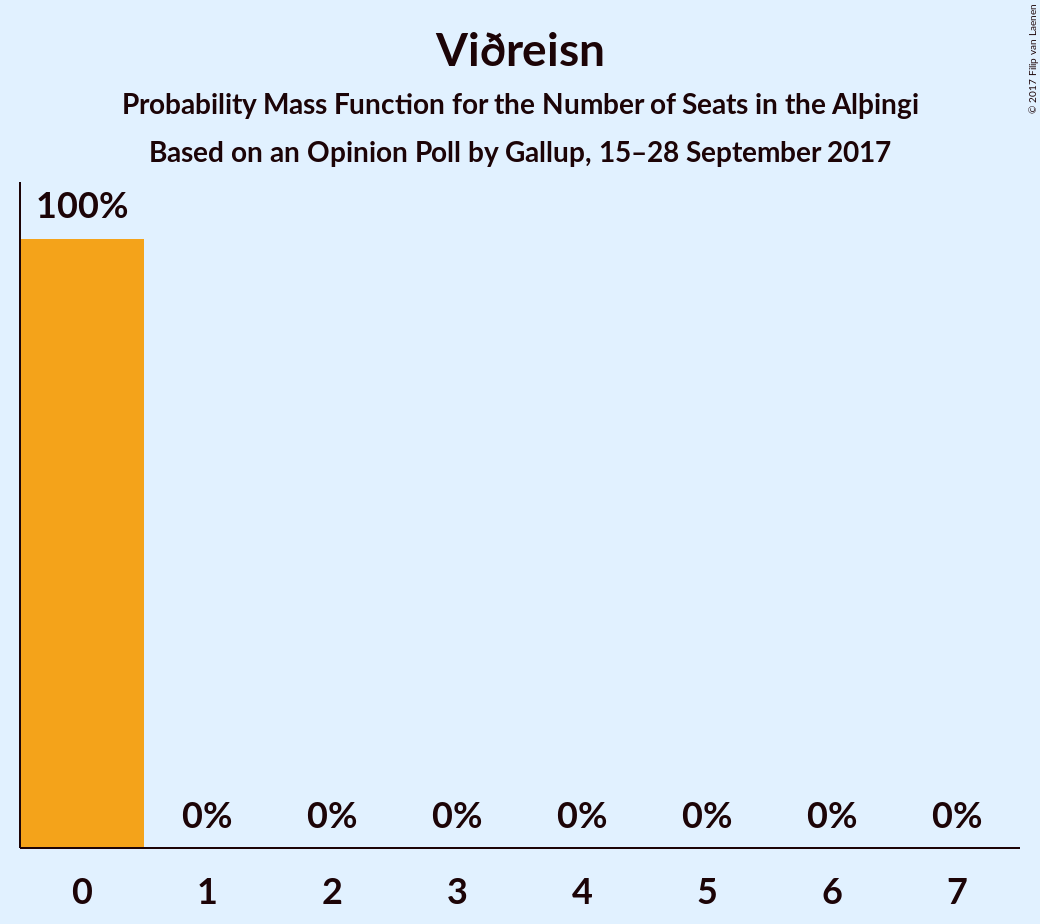 Viðreisn
Probability Mass Function for the Number of Seats in the Alþingi
Based on an Opinion Poll by Gallup, 15–28 September 2017
© 2017 Filip van Laenen
100%
0% 0% 0% 0% 0% 0% 0%
0 1 2 3 4 5 6 7